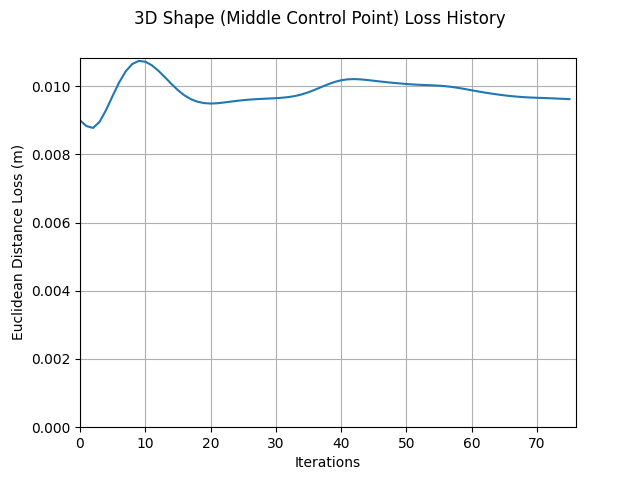 3D Shape (Middle Control Point) Loss History
Euclidean Distance Loss (m)
0.010
0.008
0.006
0.004
0.002
0.000
0 10 20 30 40 50 60 70
Iterations